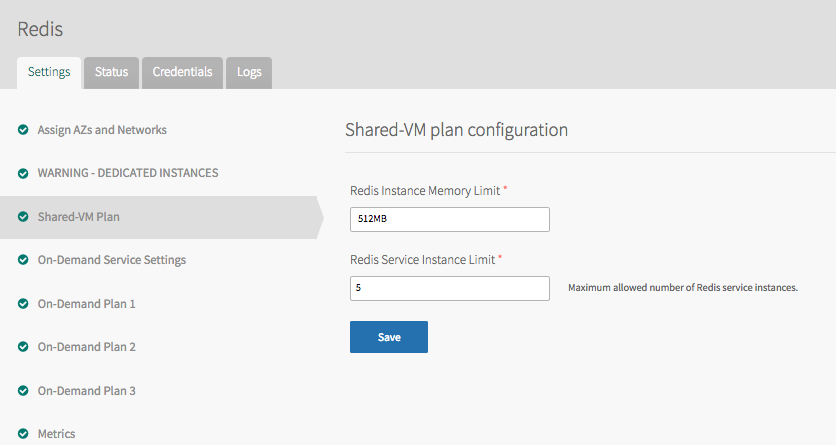 Redis
Settings Status Credentials Logs
Assign AZs and Networks
WARNING - DEDICATED INSTANCES
Shared-VM Plan
On-Demand Service Settings
On-Demand Plan 1
On-Demand Plan 2
On-Demand Plan 3
Metrics
Shared-VM plan configuration
Redis Instance Memory Limit *
512MB
Redis Service Instance Limit *
5 Maximum allowed number of Redis service instances.
Save